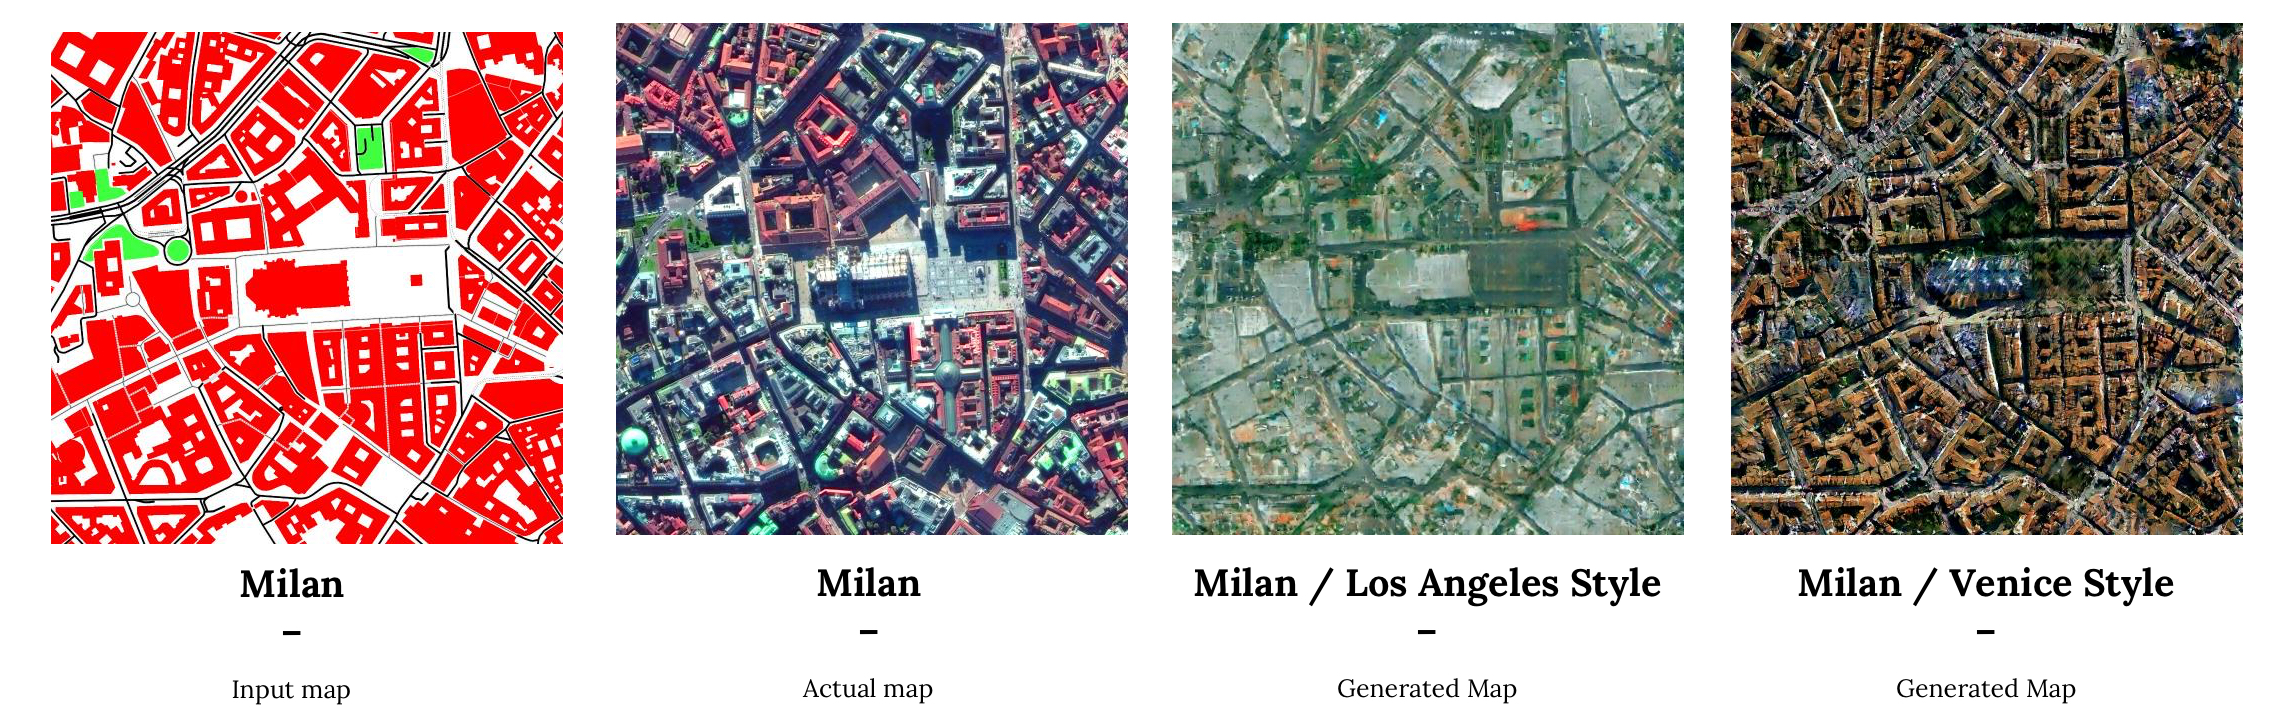 Milan
–
Input map
Milan
–
Actual map
Milan / Los Angeles Style
–
Generated Map
Milan / Venice Style
–
Generated Map